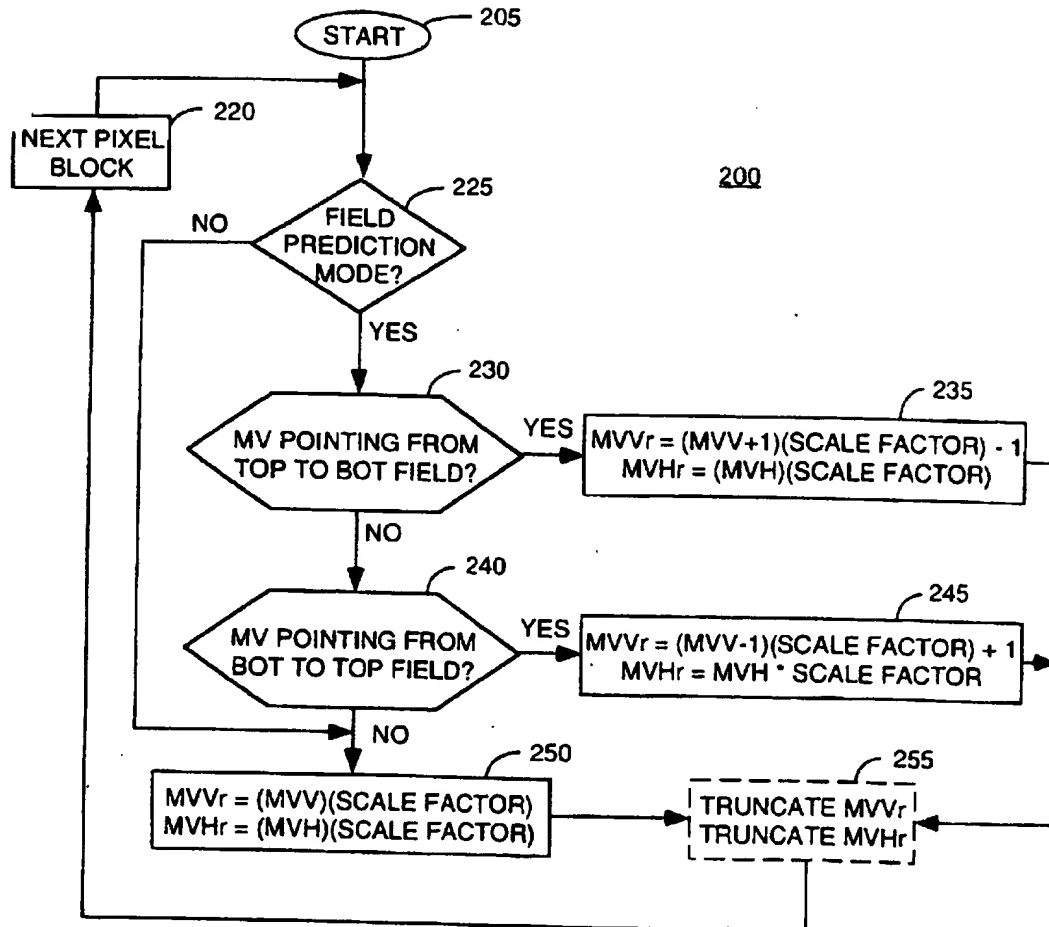 START
205
220
NEXT PIXEL
BLOCK
200
225
NO
FIELD
PREDICTION
MODE?
YES
230
235
MV POINTING FROM
TOP TO BOT FIELD?
YES
MVVr = (MVV+1)(SCALE FACTOR) - 1
MVHr = (MVH)(SCALE FACTOR)
NO
240
245
MV POINTING FROM
BOT TO TOP FIELD?
YES
MVVr = (MVV-1)(SCALE FACTOR) + 1
MVHr = MVH * SCALE FACTOR
NO
250
255
MVVr = (MVV)(SCALE FACTOR)
MVHr = (MVH)(SCALE FACTOR)
TRUNCATE MVVr
TRUNCATE MVHr